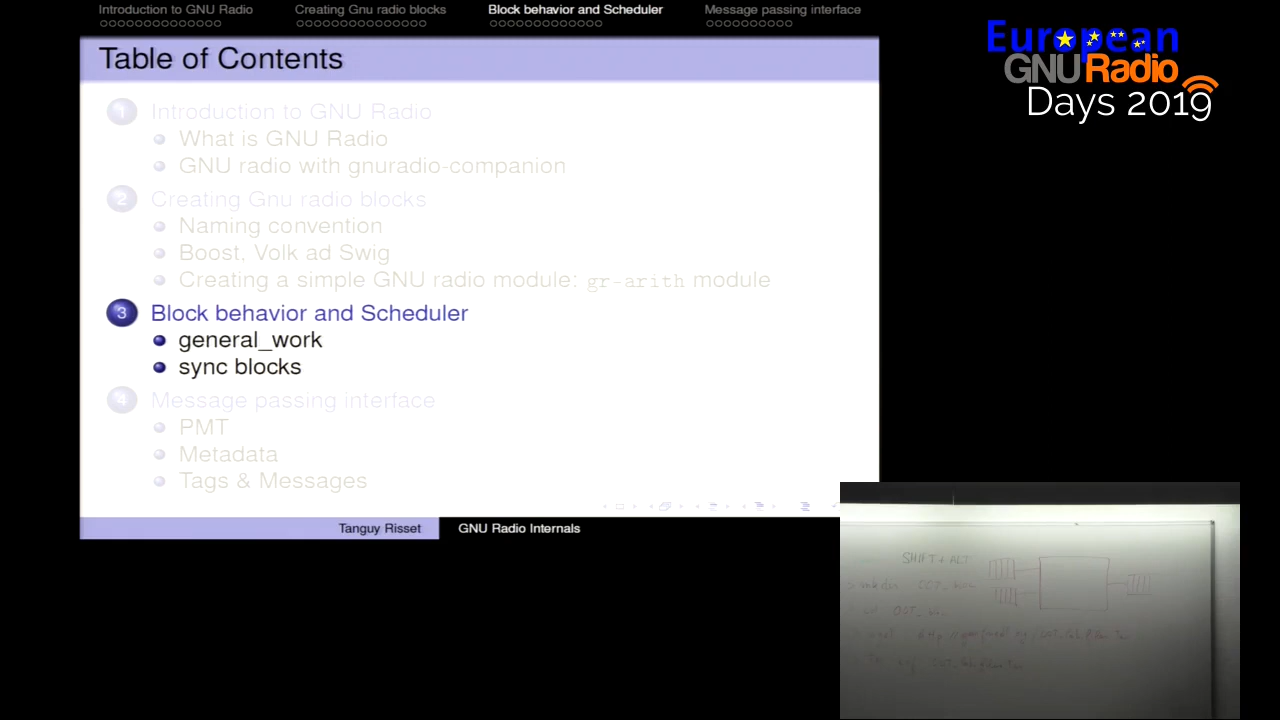 Introduction to GNU Radio
Creating Gnu radio blocks
Block behavior and Scheduler
Message passing interface
European
GNURadio
Days 2019
Table of Contents
1 Introduction to GNU Radio
What is GNU Radio
GNU radio with gnuradio-companion
2 Creating Gnu radio blocks
Naming convention
Boost, Volk ad Swig
Creating a simple GNU radio module: gr-arith module
3 Block behavior and Scheduler
general_work
sync blocks
4 Message passing interface
PMT
Metadata
Tags & Messages
Tanguy Risset
GNU Radio Internals
SHIFT + ALT